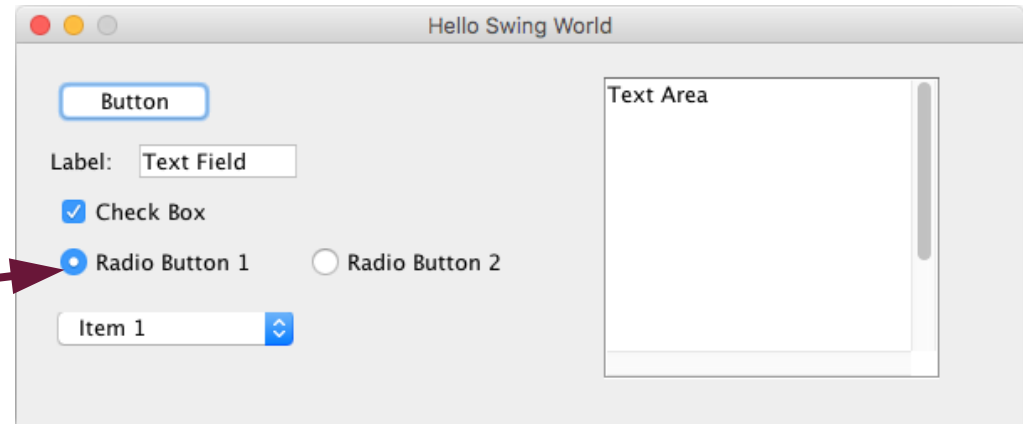 Hello Swing World
Button
Label: Text Field
Check Box
Radio Button 1 Radio Button 2
Item 1
Text Area